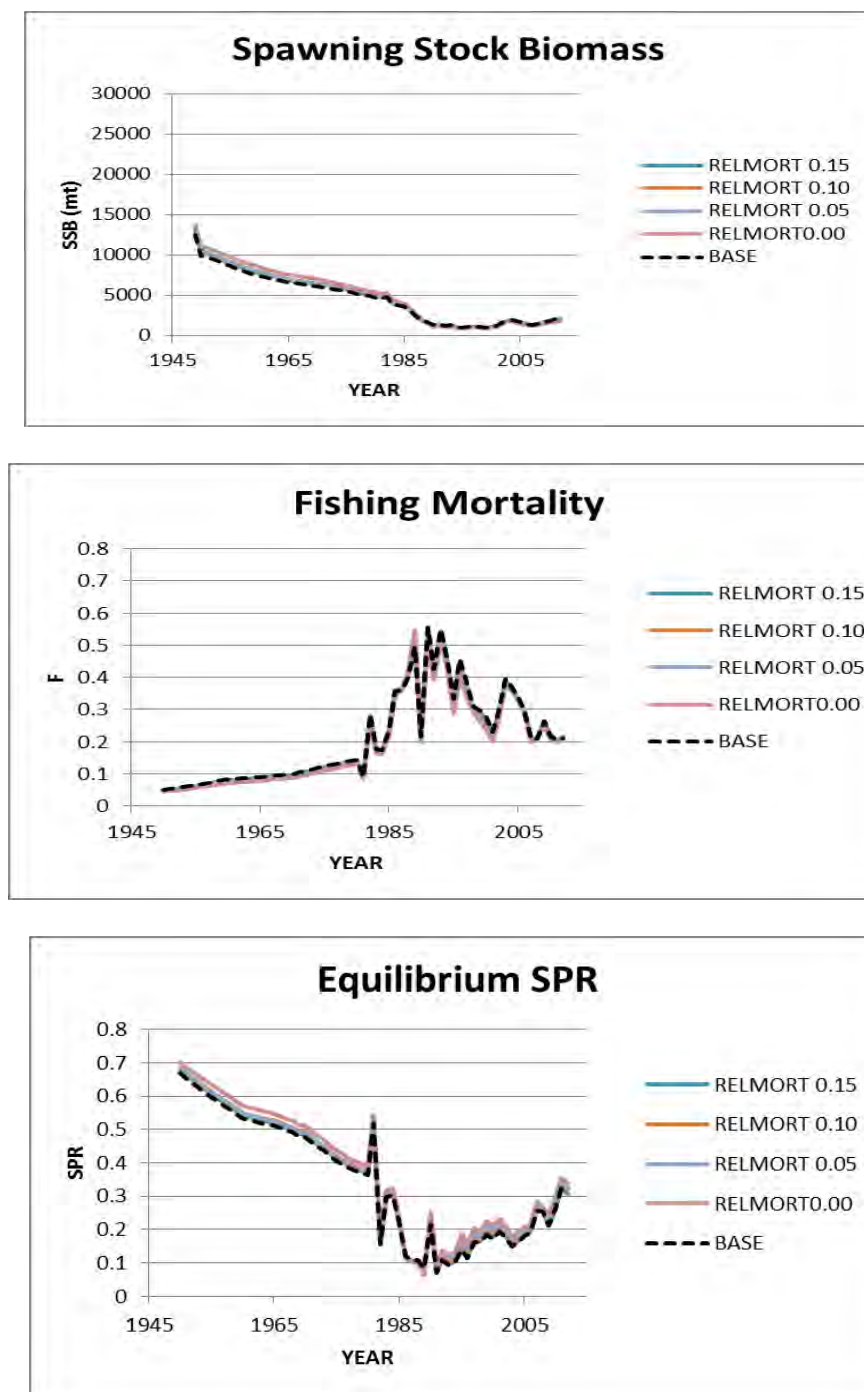 Spawning Stock Biomass
30000
25000
20000
15000
10000
5000
0
SSB (mt)
1945 1965 1985 2005
YEAR
RELMORT 0.15
RELMORT 0.10
RELMORT 0.05
RELMORT0.00
BASE
Fishing Mortality
0.8
0.7
0.6
0.5
0.4
0.3
0.2
0.1
0
F
1945 1965 1985 2005
YEAR
RELMORT 0.15
RELMORT 0.10
RELMORT 0.05
RELMORT0.00
BASE
Equilibrium SPR
0.8
0.7
0.6
0.5
0.4
0.3
0.2
0.1
0
SPR
1945 1965 1985 2005
YEAR
RELMORT 0.15
RELMORT 0.10
RELMORT 0.05
RELMORT0.00
BASE